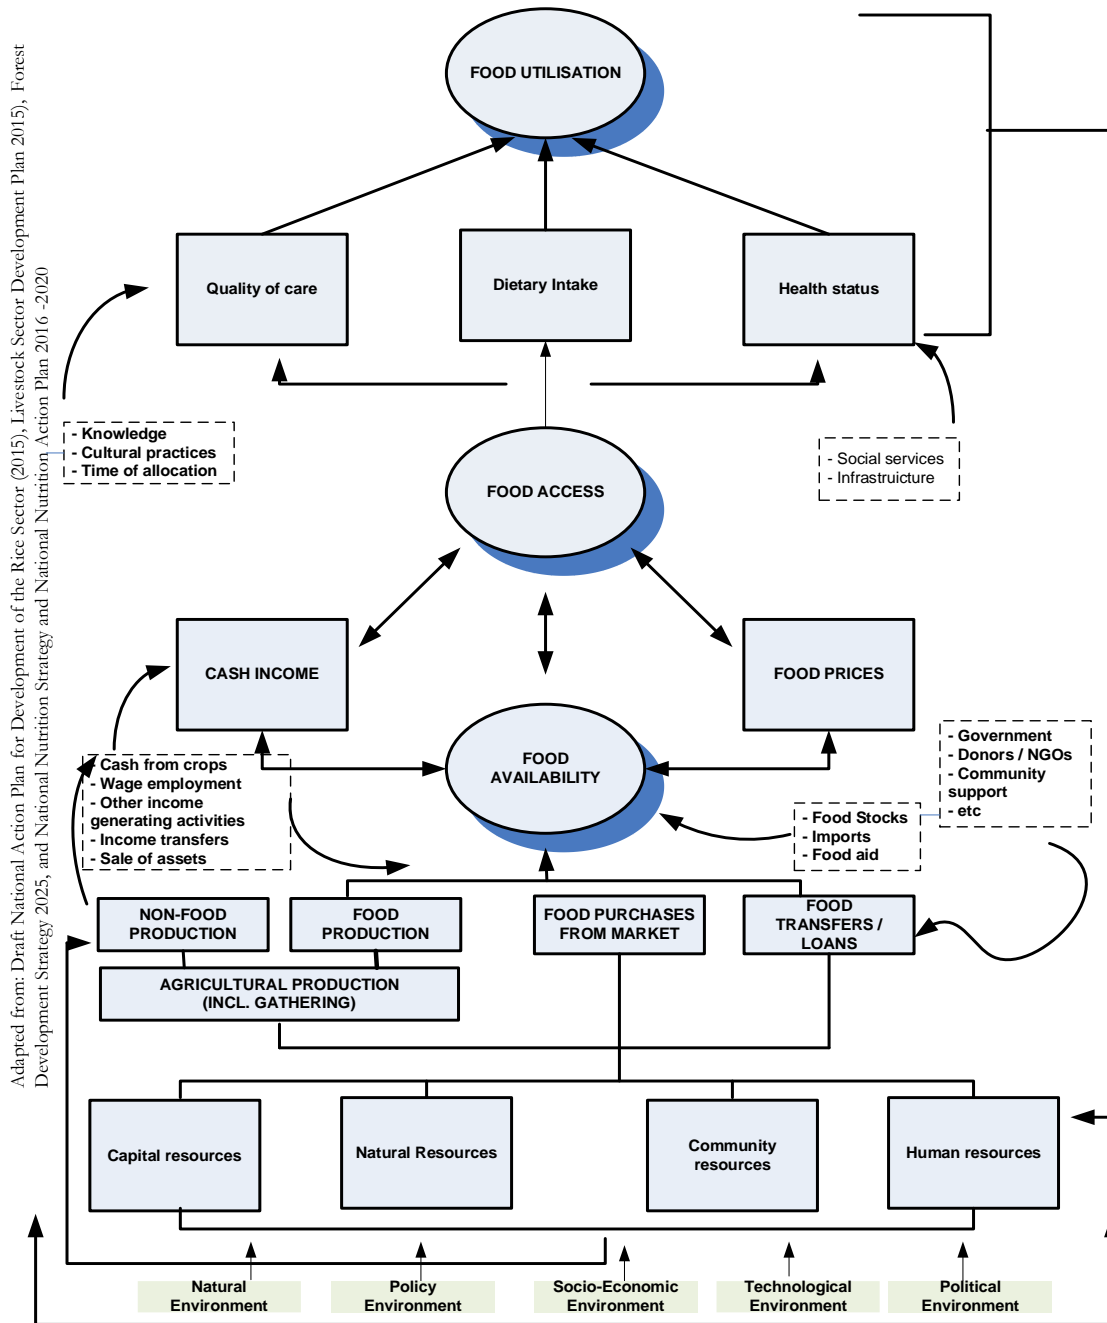 Adapted from: Draft National Action Plan for Development of the Rice Sector (2015), Livestock Sector Development Plan 2015), Forest
Development Strategy 2025, and National Nutrition Strategy and National Nutrition Action Plan 2016 -2020
FOOD UTILISATION
Quality of care
Dietary Intake
Health status
- Knowledge
- Cultural practices
- Time of allocation
- Social services
- Infrastruicture
FOOD ACCESS
CASH INCOME
FOOD PRICES
FOOD
AVAILABILITY
- Cash from crops
- Wage employment
- Other income
generating activities
- Income transfers
- Sale of assets
- Government
- Donors / NGOs
- Community
support
- etc
- Food Stocks
- Imports
- Food aid
NON-FOOD
PRODUCTION
FOOD
PRODUCTION
FOOD PURCHASES
FROM MARKET
FOOD
TRANSFERS /
LOANS
AGRICULTURAL PRODUCTION
(INCL. GATHERING)
Capital resources
Natural Resources
Community
resources
Human resources
Natural
Environment
Policy
Environment
Socio-Economic
Environment
Technological
Environment
Political
Environment